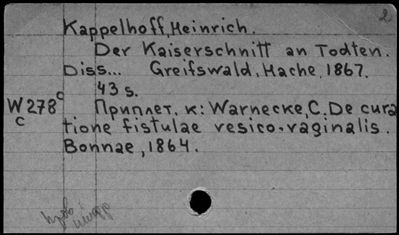 2
Kappelhoff, Heinrich.
Der Kaiserschnitt an Todten.
Diss... Greifswald, Hache, 1867.
43 s.
W 278 c Приплет. к: Warnecke, C. De cura
c tione fistulae vesico-vaginalis.
Bonnae, 1864.